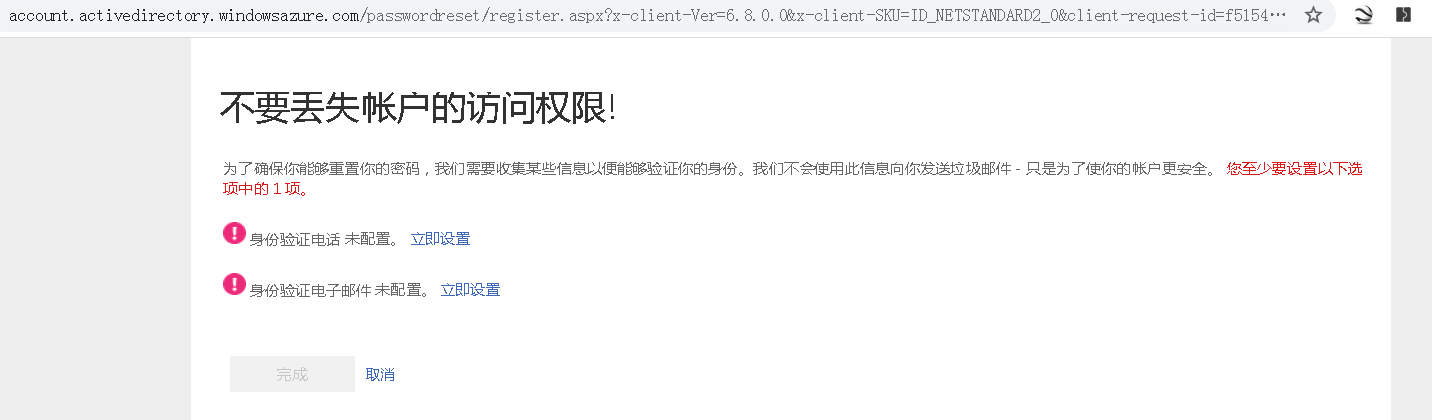 account.activedirectory.windowsazure.com/passwordreset/register.aspx?x-client-Ver=6.8.0.0&x-client-SKU=ID_NETSTANDARD2_0&client-request-id=f5154…
不要丢失帐户的访问权限!
为了确保你能够重置你的密码，我们需要收集某些信息以便能够验证你的身份。我们不会使用此信息向你发送垃圾邮件 - 只是为了使你的帐户更安全。 您至少要设置以下选
项中的 1 项。
身份验证电话 未配置。 立即设置
身份验证电子邮件 未配置。 立即设置
完成 取消